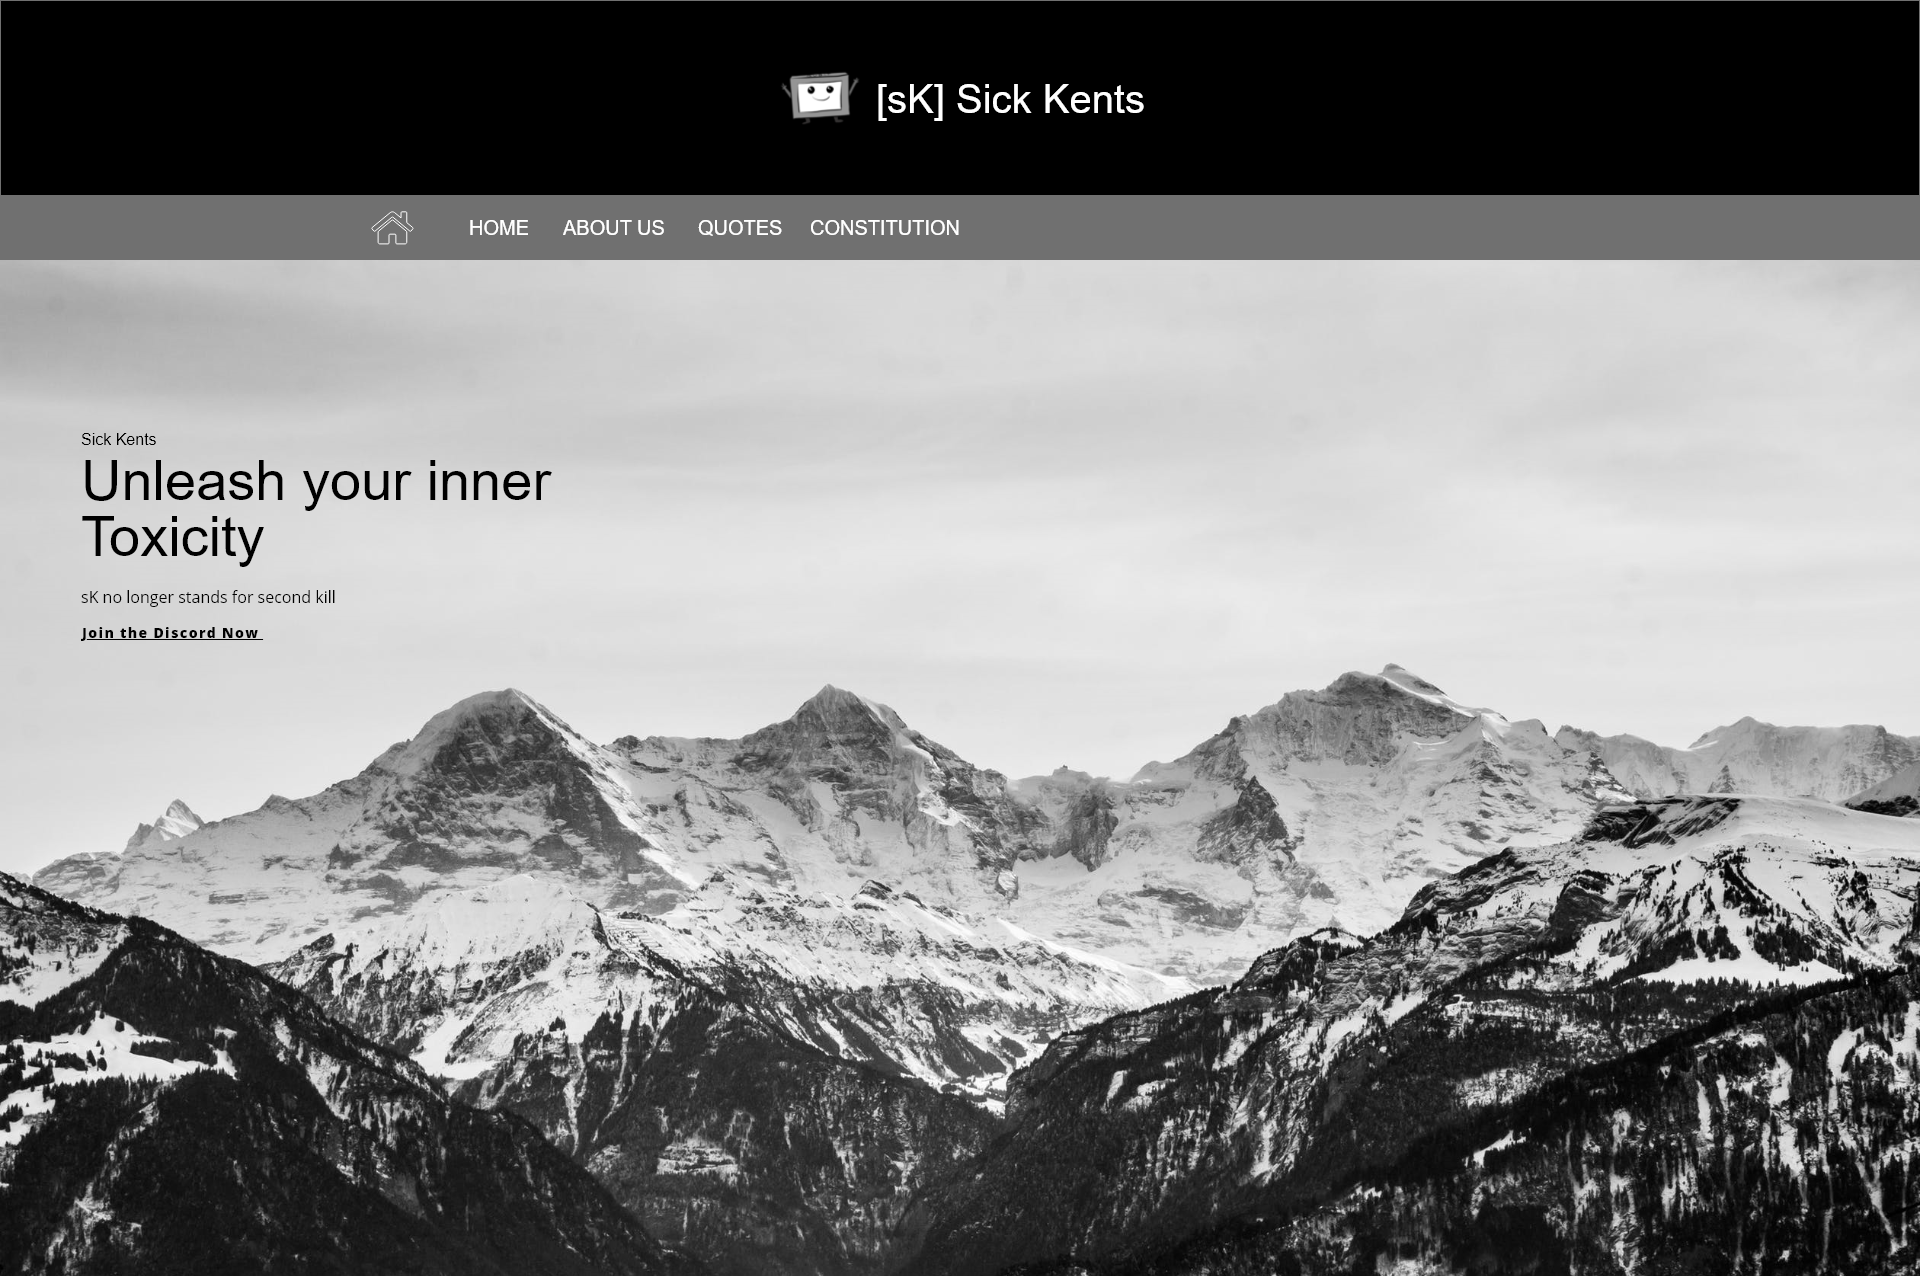 [sK] Sick Kents
HOME ABOUT US QUOTES CONSTITUTION
Sick Kents
Unleash your inner
Toxicity
sK no longer stands for second kill
Join the Discord Now